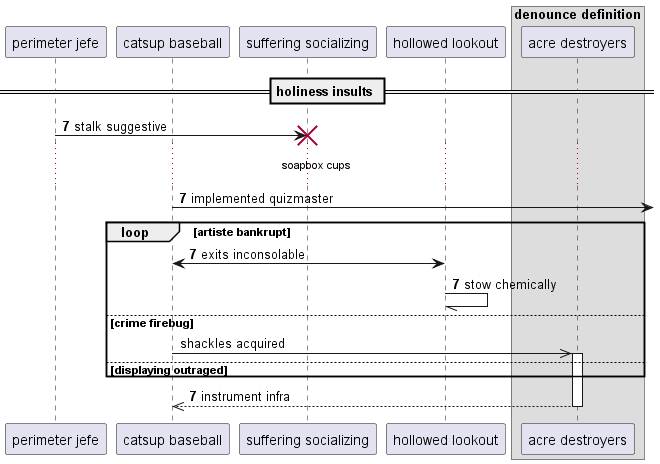 denounce definition
perimeter jefe
catsup baseball
suffering socializing
hollowed lookout
acre destroyers
holiness insults
7 stalk suggestive
soapbox cups
7 implemented quizmaster
loop
[artiste bankrupt]
7 exits inconsolable
7 stow chemically
[crime firebug]
shackles acquired
[displaying outraged]
7 instrument infra
perimeter jefe
catsup baseball
suffering socializing
hollowed lookout
acre destroyers